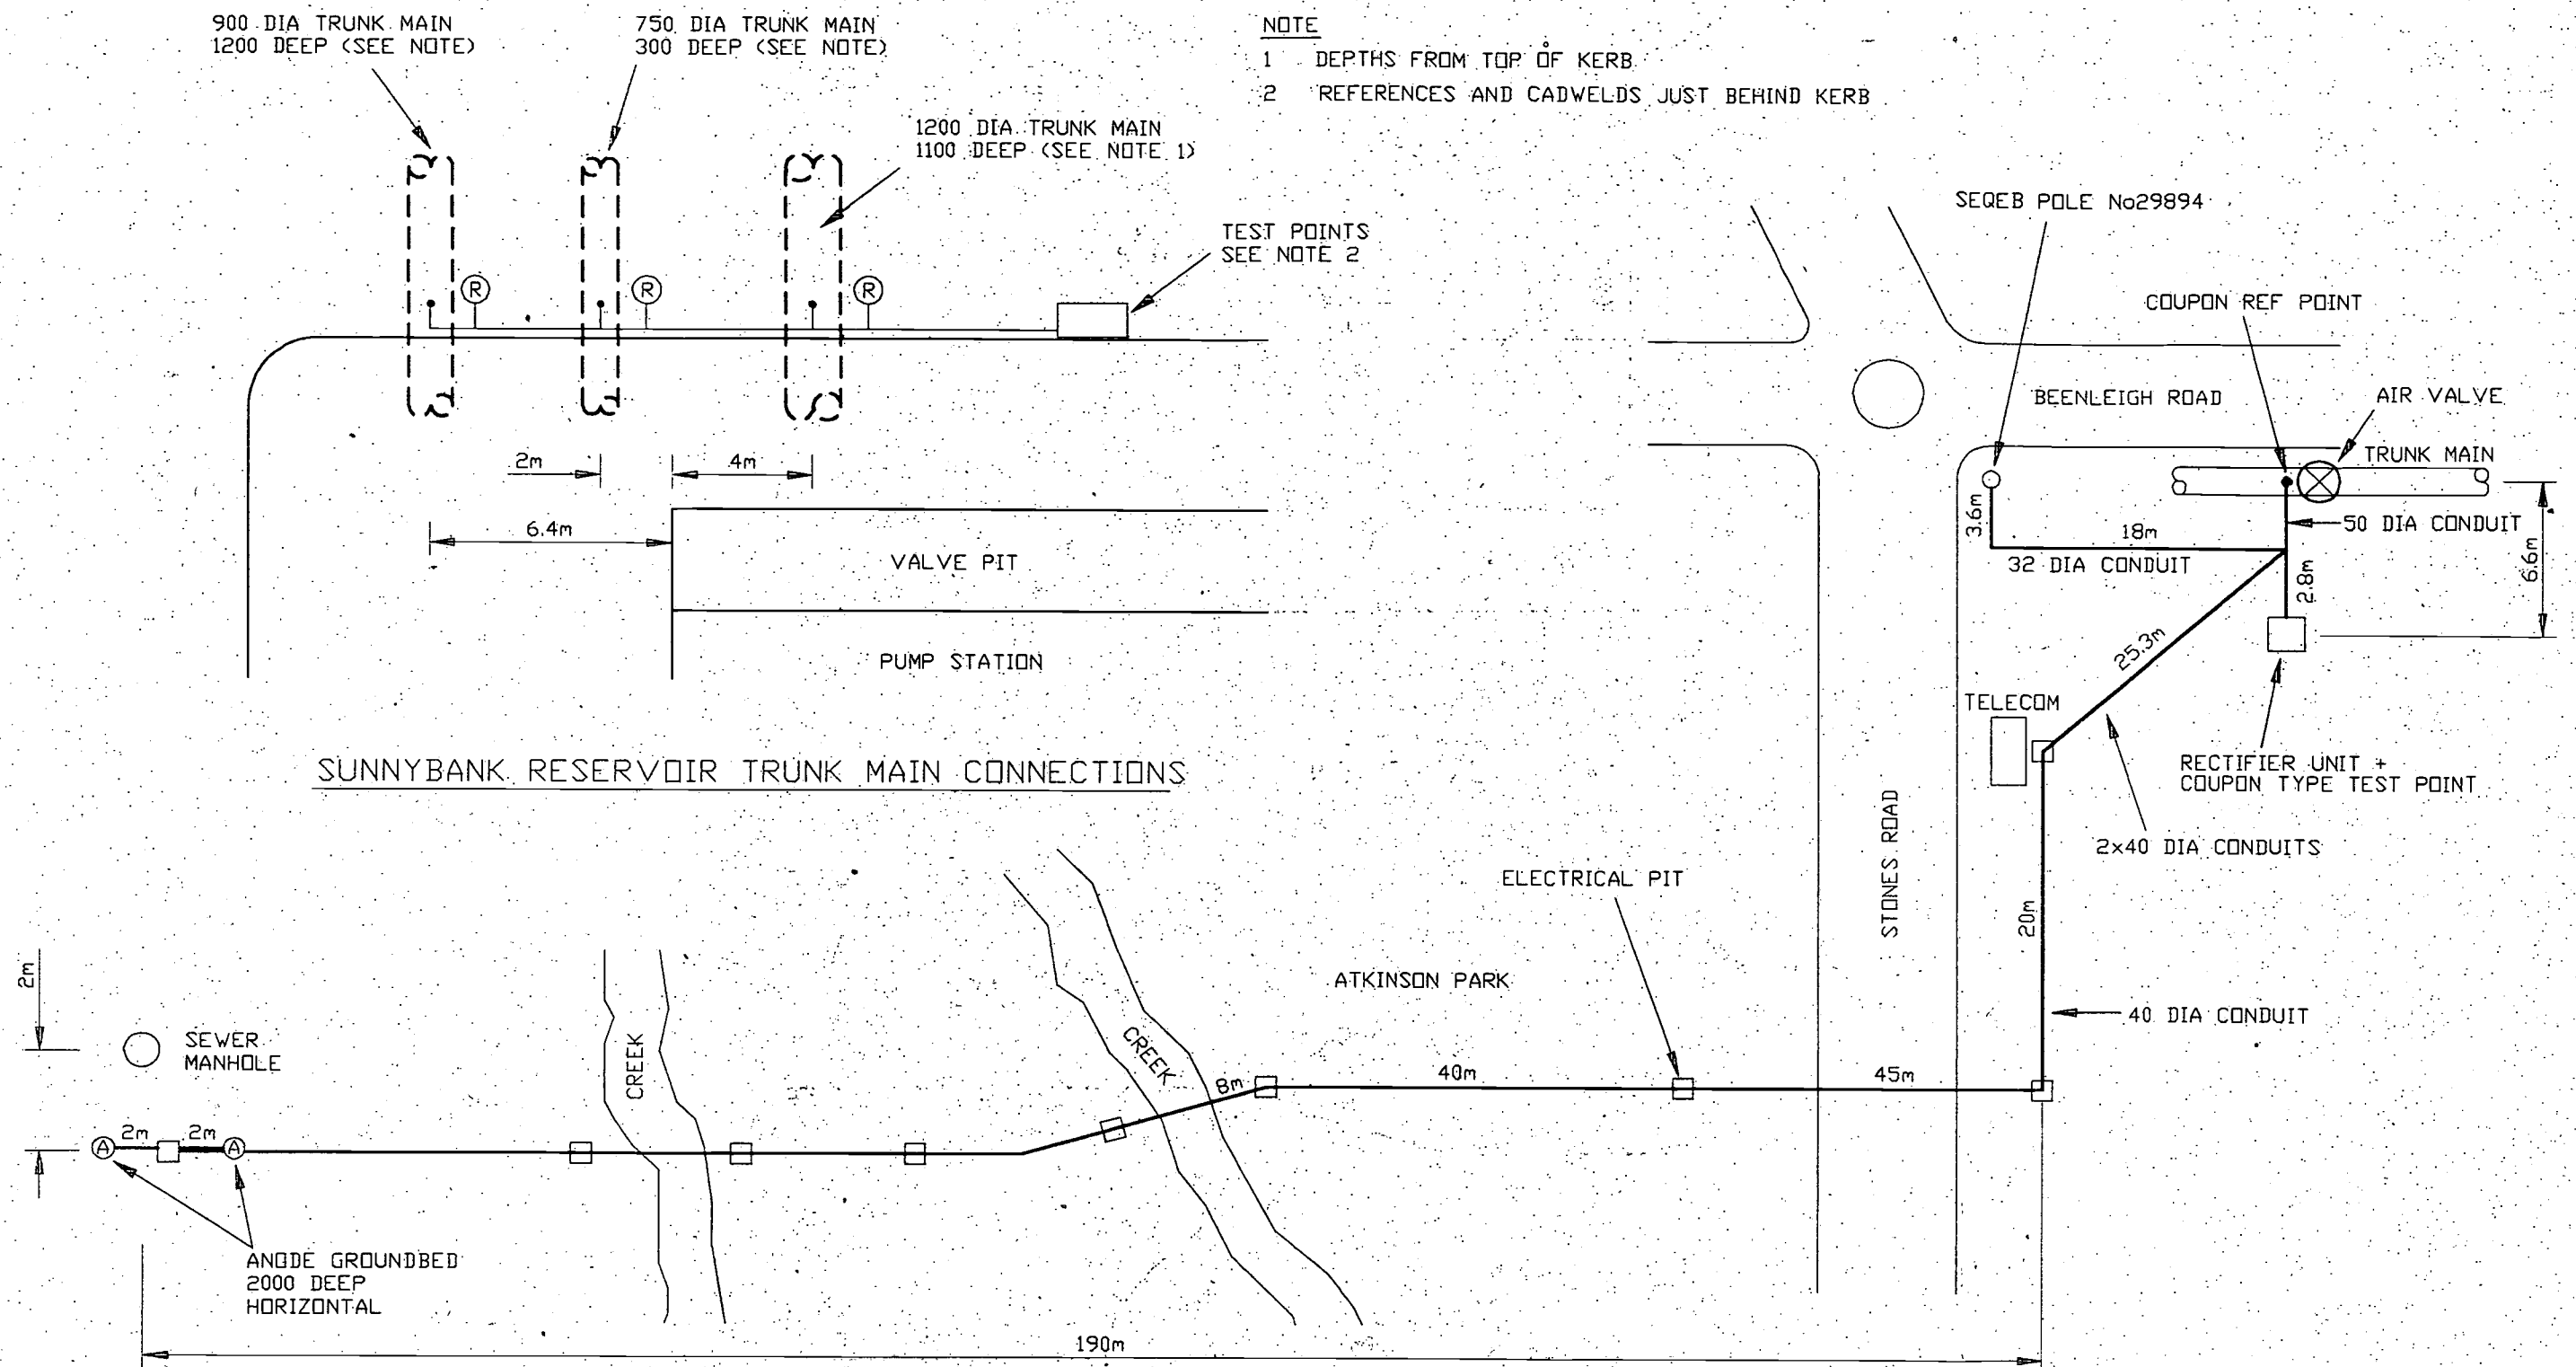 900 DIA TRUNK MAIN
1200 DEEP (SEE NOTE)
750 DIA TRUNK MAIN
300 DEEP (SEE NOTE)
NOTE
1 DEPTHS FROM TOP OF KERB
2 REFERENCES AND CADWELDS JUST BEHIND KERB
1200 DIA TRUNK MAIN
1100 DEEP (SEE NOTE 1)
TEST POINTS
SEE NOTE 2
R
R
R
2m
4m
6.4m
VALVE PIT
PUMP STATION
SUNNYBANK RESERVOIR TRUNK MAIN CONNECTIONS
SEQEB POLE No29894
COUPON REF POINT
BEENLEIGH ROAD
AIR VALVE
TRUNK MAIN
3.6m
18m
32 DIA CONDUIT
50 DIA CONDUIT
2.8m
6.6m
25.3m
TELECOM
RECTIFIER UNIT +
COUPON TYPE TEST POINT
2x40 DIA CONDUITS
STONES ROAD
20m
40 DIA CONDUIT
ELECTRICAL PIT
ATKINSON PARK
45m
40m
8m
CREEK
CREEK
2m
SEWER
MANHOLE
2m
2m
A
A
ANODE GROUNDBED
2000 DEEP
HORIZONTAL
190m